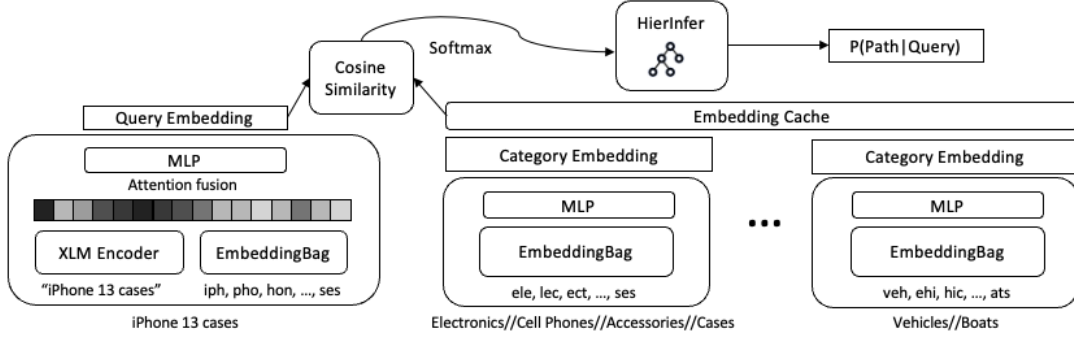 HierInfer
Softmax
P(Path|Query)
Cosine
Similarity
Query Embedding
Embedding Cache
MLP
Attention fusion
XLM Encoder
EmbeddingBag
"iPhone 13 cases"
iph, pho, hon, ..., ses
iPhone 13 cases
Category Embedding
MLP
EmbeddingBag
ele, lec, ect, ..., ses
Electronics//Cell Phones//Accessories//Cases
...
Category Embedding
MLP
EmbeddingBag
veh, ehi, hic, ..., ats
Vehicles//Boats